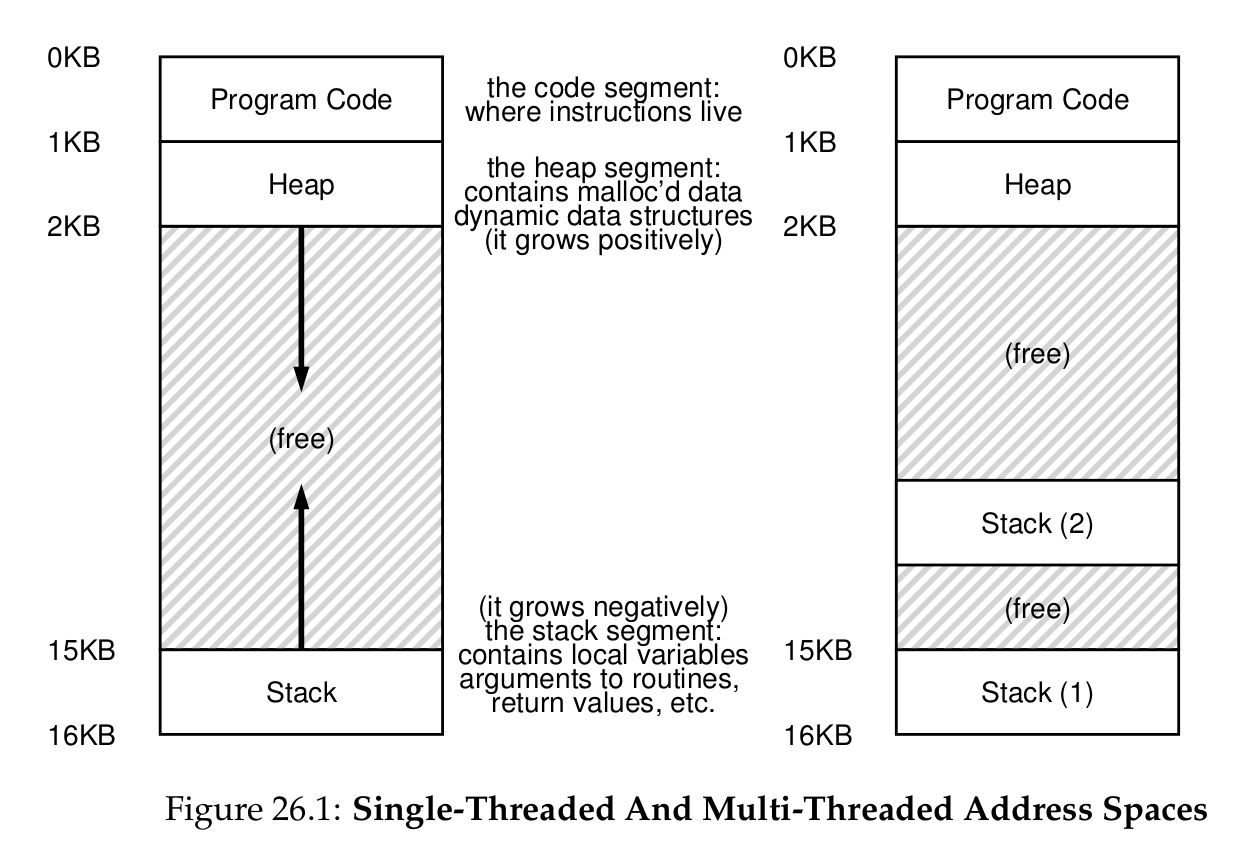 0KB
Program Code
1KB
Heap
2KB
(free)
15KB
Stack
16KB
the code segment:
where instructions live
the heap segment:
contains malloc’d data
dynamic data structures
(it grows positively)
(it grows negatively)
the stack segment:
contains local variables
arguments to routines,
return values, etc.
0KB
Program Code
1KB
Heap
2KB
(free)
Stack (2)
(free)
15KB
Stack (1)
16KB
Figure 26.1: Single-Threaded And Multi-Threaded Address Spaces